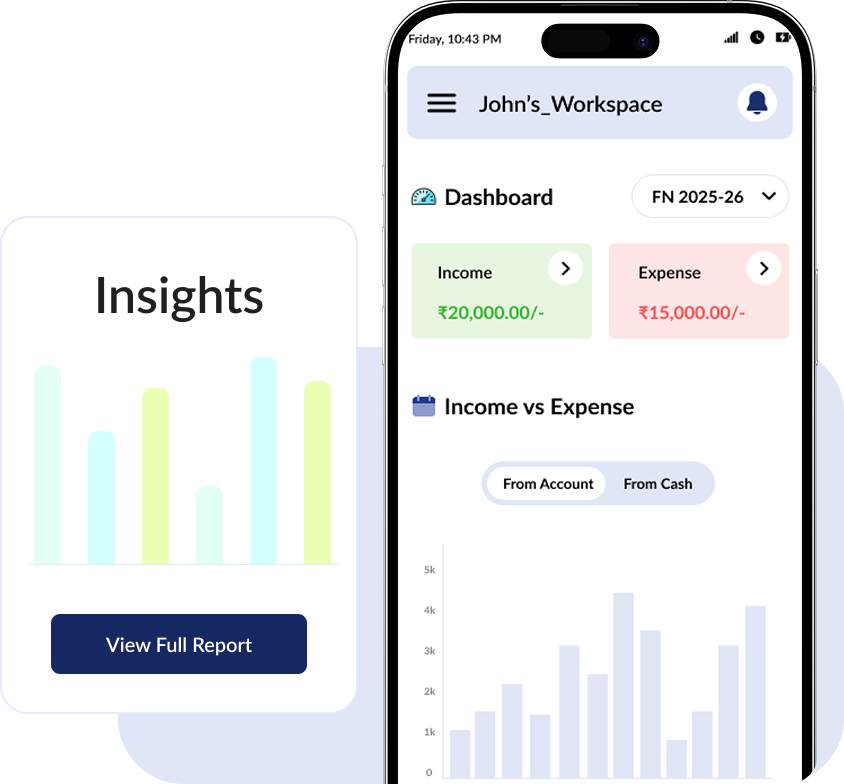 Insights
View Full Report
Friday, 10:43 PM
John's_Workspace
Dashboard
FN 2025-26
Income
₹20,000.00/-
Expense
₹15,000.00/-
Income vs Expense
From Account
From Cash
5k
4k
3k
2k
1k
0